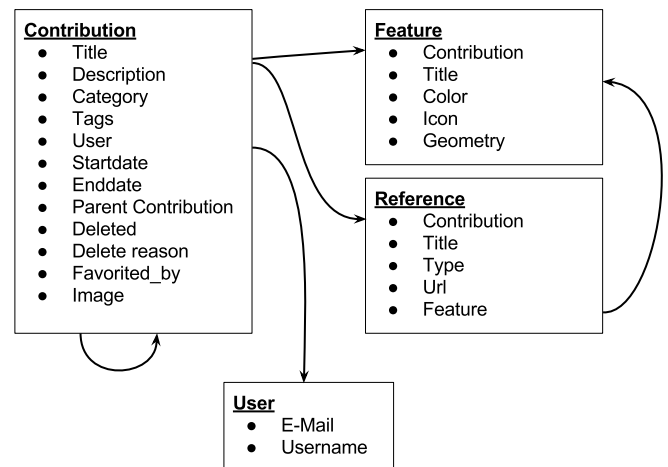 Contribution
● Title
● Description
● Category
● Tags
● User
● Startdate
● Enddate
● Parent Contribution
● Deleted
● Delete reason
● Favorited_by
● Image
Feature
● Contribution
● Title
● Color
● Icon
● Geometry
Reference
● Contribution
● Title
● Type
● Url
● Feature
User
● E-Mail
● Username